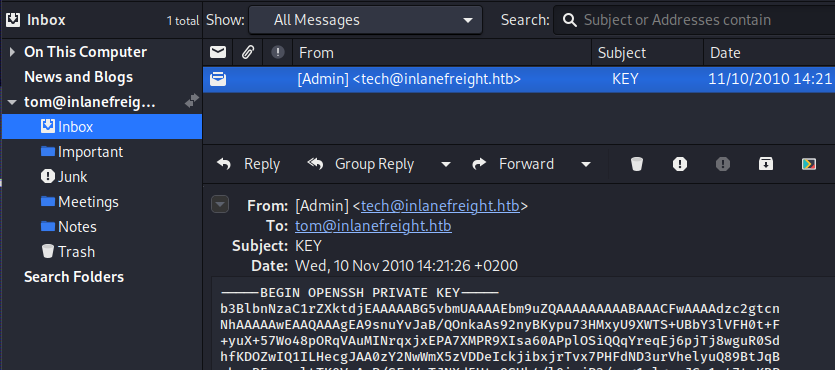 Inbox 1 total Show: All Messages Search: Subject or Addresses contain
On This Computer From Subject Date
News and Blogs [Admin] <tech@inlanefreight.htb> KEY 11/10/2010 14:21
tom@inlanefreig...
Inbox
Important
Junk
Meetings
Notes
Trash
Search Folders
Reply Group Reply Forward
From: [Admin] <tech@inlanefreight.htb>
To: tom@inlanefreight.htb
Subject: KEY
Date: Wed, 10 Nov 2010 14:21:26 +0200
-----BEGIN OPENSSH PRIVATE KEY-----
b3BlbnNzaC1rZXktdjEAAAAABG5vbmUAAAAEbm9uZQAAAAAAAAABAAACFwAAAAdzc2gtcn
NhAAAAAwEAAQAAAgEA9snuYvJaB/QOnkaAs92nyBKypu73HMxyU9XWTS+UBbY3lVFH0t+F
+yuX+57Wo48pORqVAuMINrqxjxEPA7XMPR9XIsa60APplOSiQQqYreqEj6pjTj8wguR0Sd
hfKDOZwIQ1ILHecgJAA0zY2NwWmX5zVDDeIckjibxjrTvx7PHFdND3urVhelyuQ89BtJqB